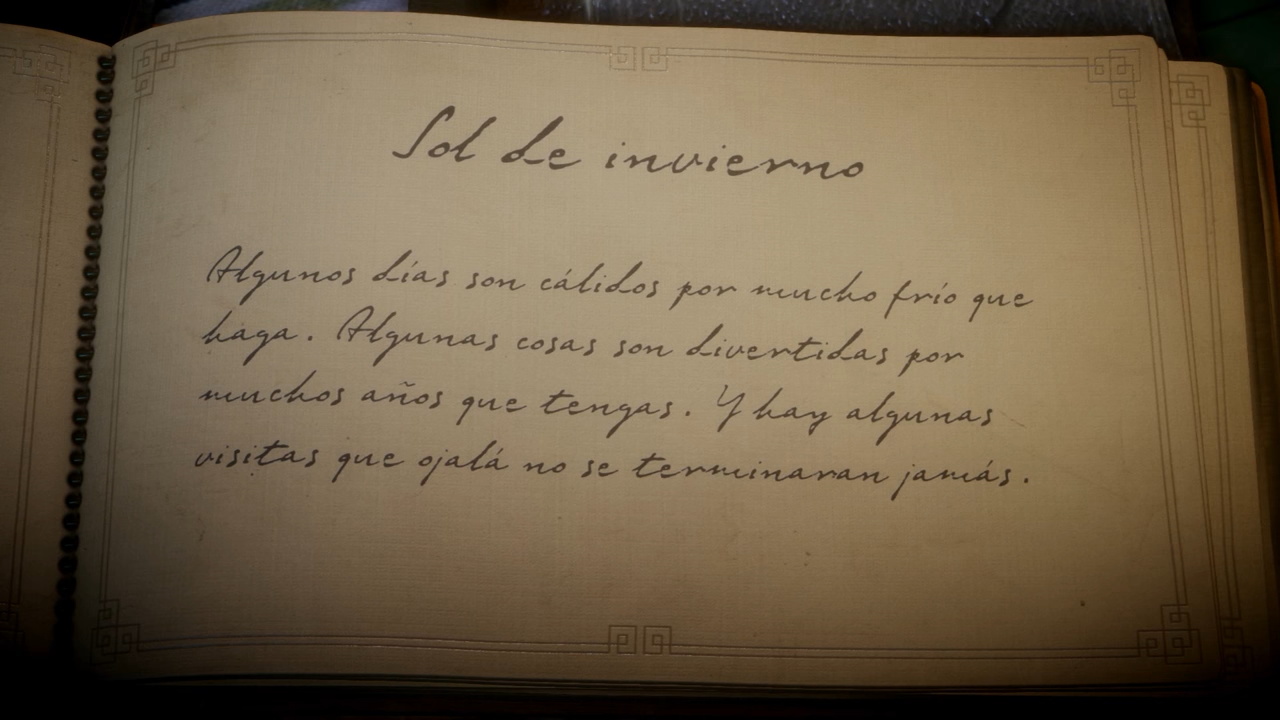 Sol de invierno
Algunos días son cálidos por mucho frío que
haga. Algunas cosas son divertidas por
muchos años que tengas. Y hay algunas
visitas que ojalá no se terminaran jamás.